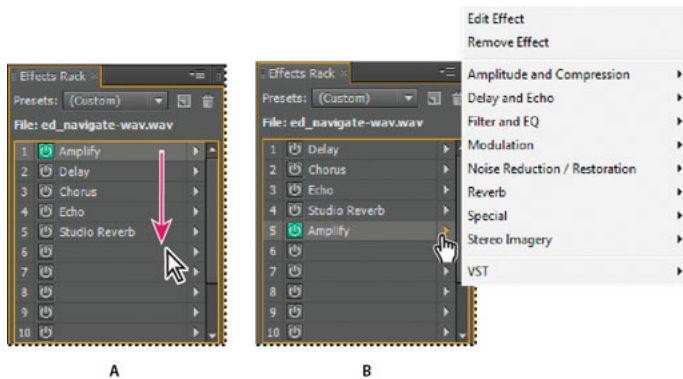 Effects Rack
Presets: (Custom)
File: ed_navigate-wav.wav
1 Amplify
2 Delay
3 Chorus
4 Echo
5 Studio Reverb
6
7
8
9
10
A
Effects Rack
Presets: (Custom)
File: ed_navigate-wav.wav
1 Delay
2 Chorus
3 Echo
4 Studio Reverb
5 Amplify
6
7
8
9
10
B
Edit Effect
Remove Effect
Amplitude and Compression
Delay and Echo
Filter and EQ
Modulation
Noise Reduction / Restoration
Reverb
Special
Stereo Imagery
VST